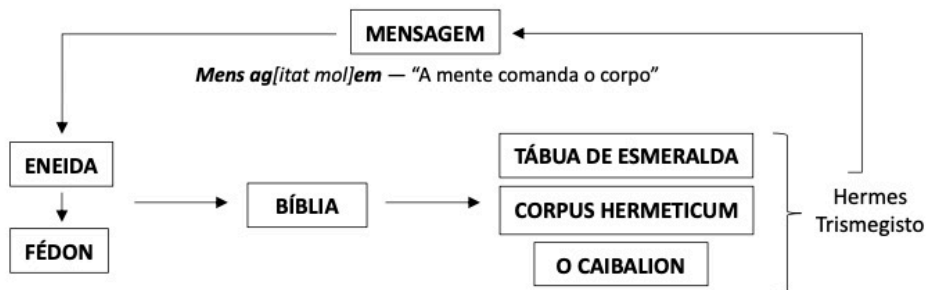 MENSAGEM
Mens ag[itat mol]em — “A mente comanda o corpo”
ENEIDA
FÉDON
BÍBLIA
TÁBUA DE ESMERALDA
CORPUS HERMETICUM
O CAIBALION
Hermes
Trismegisto